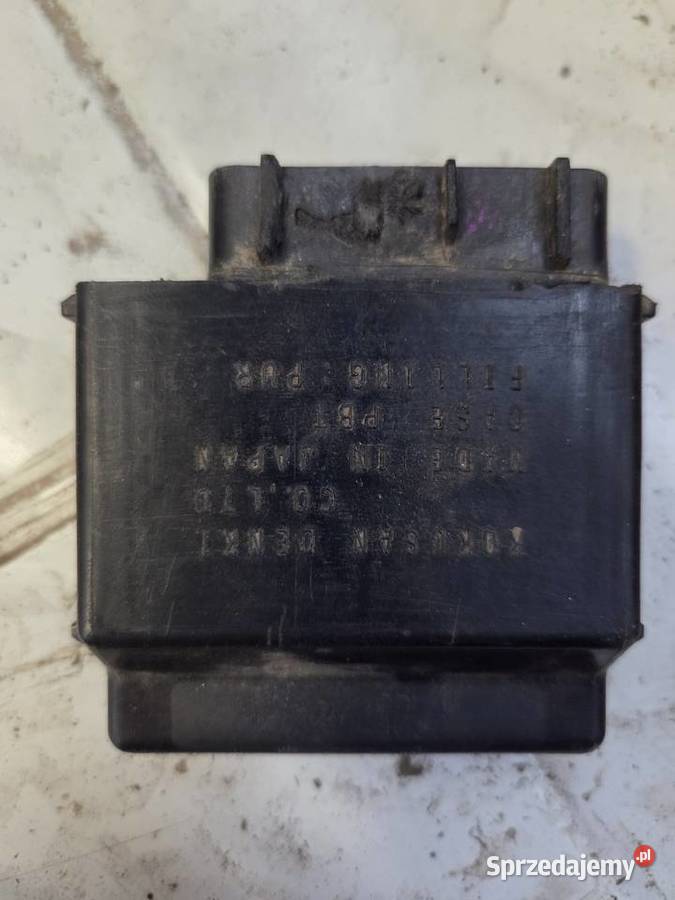 KOKUSAN DENKI
CO.,LTD
MADE IN JAPAN
CASE :PBT
FILLING:PUR
Sprzedajemy.pl